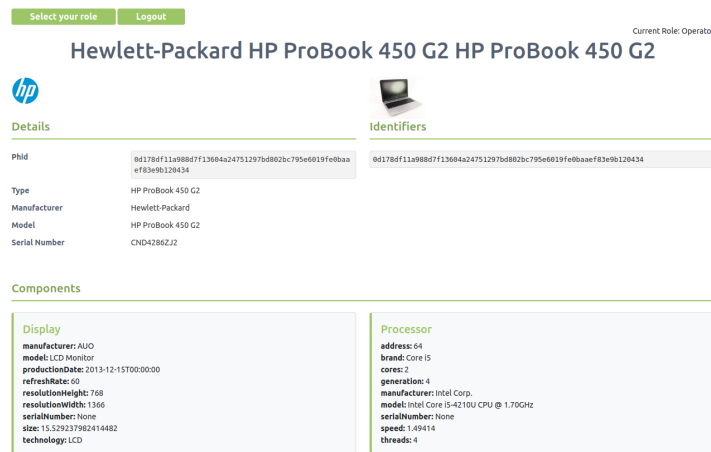 Select your role
Logout
Current Role: Operato
Hewlett-Packard HP ProBook 450 G2 HP ProBook 450 G2
hp
Details
Phid
0d178df11a988d7f13604a24751297bd802bc795e6019fe0baa
ef83e9b120434
Type
HP ProBook 450 G2
Manufacturer
Hewlett-Packard
Model
HP ProBook 450 G2
Serial Number
CND4286ZJ2
Identifiers
0d178df11a988d7f13604a24751297bd802bc795e6019fe0baaef83e9b120434
Components
Display
manufacturer: AUO
model: LCD Monitor
productionDate: 2013-12-15T00:00:00
refreshRate: 60
resolutionHeight: 768
resolutionWidth: 1366
serialNumber: None
size: 15.529237982414482
technology: LCD
Processor
address: 64
brand: Core i5
cores: 2
generation: 4
manufacturer: Intel Corp.
model: Intel Core i5-4210U CPU @ 1.70GHz
serialNumber: None
speed: 1.49414
threads: 4